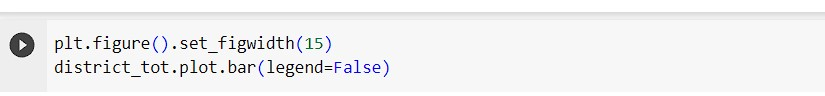 plt.figure().set_figwidth(15)
district_tot.plot.bar(legend=False)